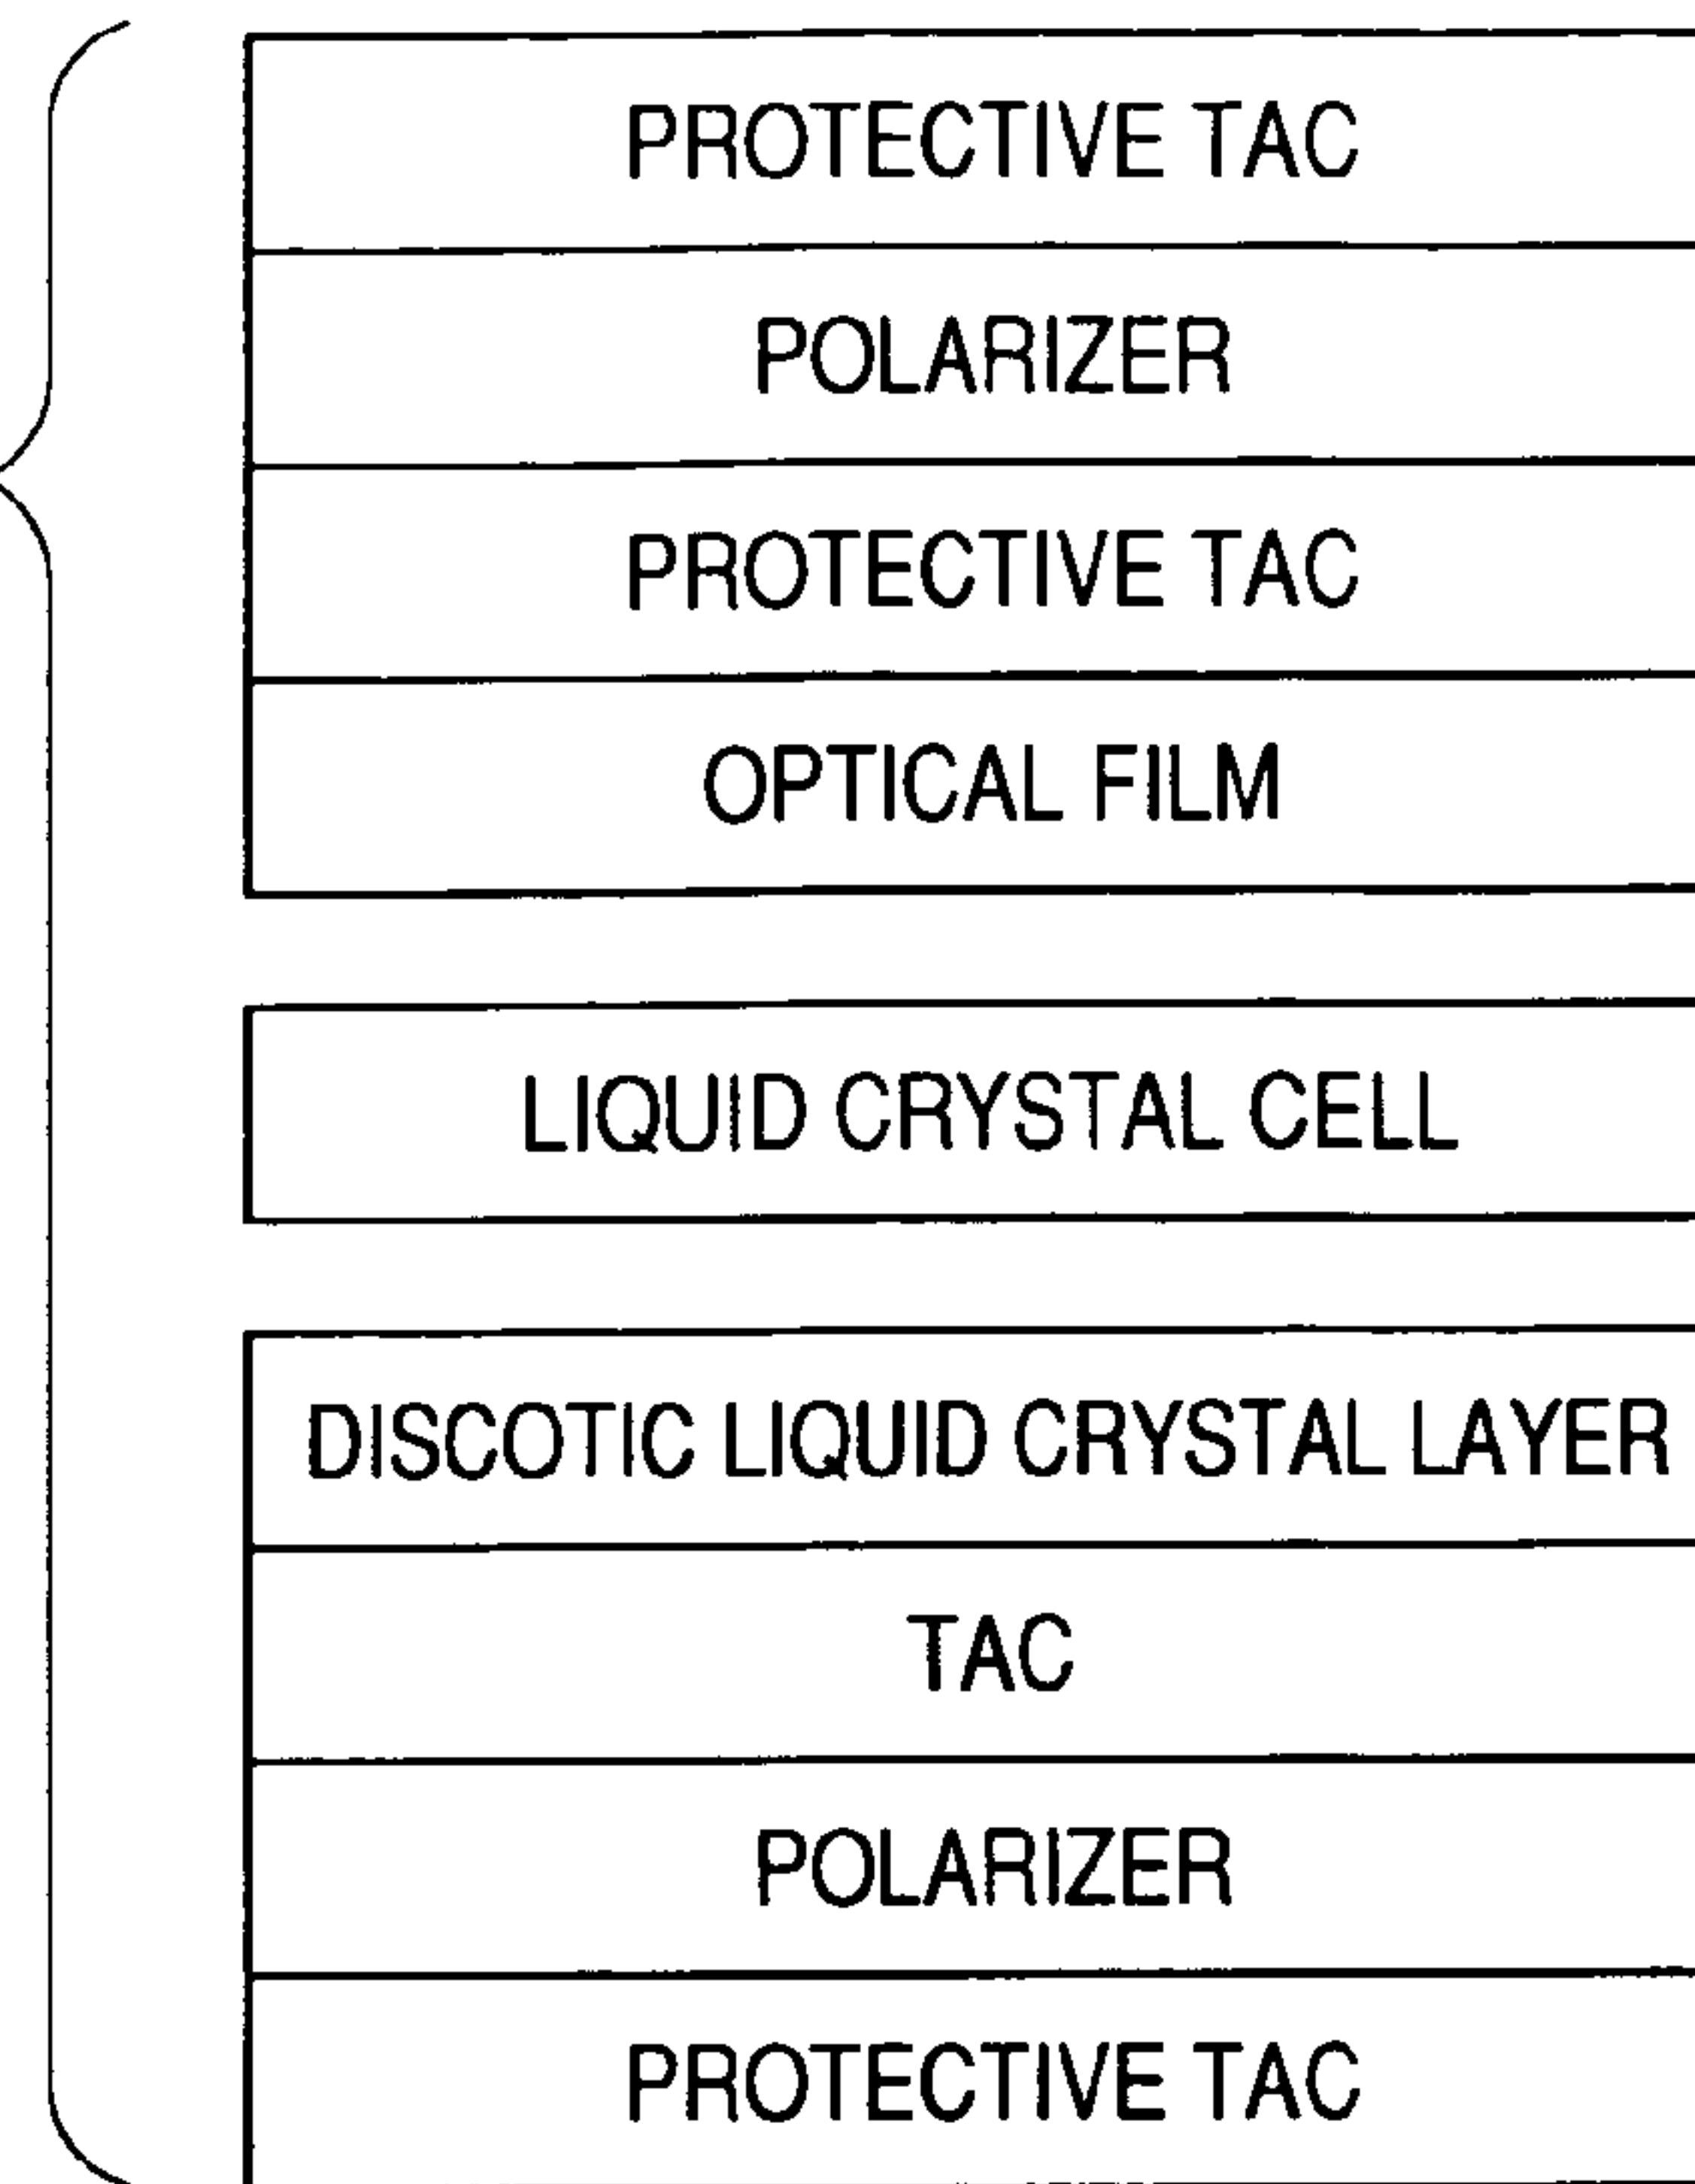 PROTECTIVE TAC
POLARIZER
PROTECTIVE TAC
OPTICAL FILM
LIQUID CRYSTAL CELL
DISCOTIC LIQUID CRYSTAL LAYER
TAC
POLARIZER
PROTECTIVE TAC